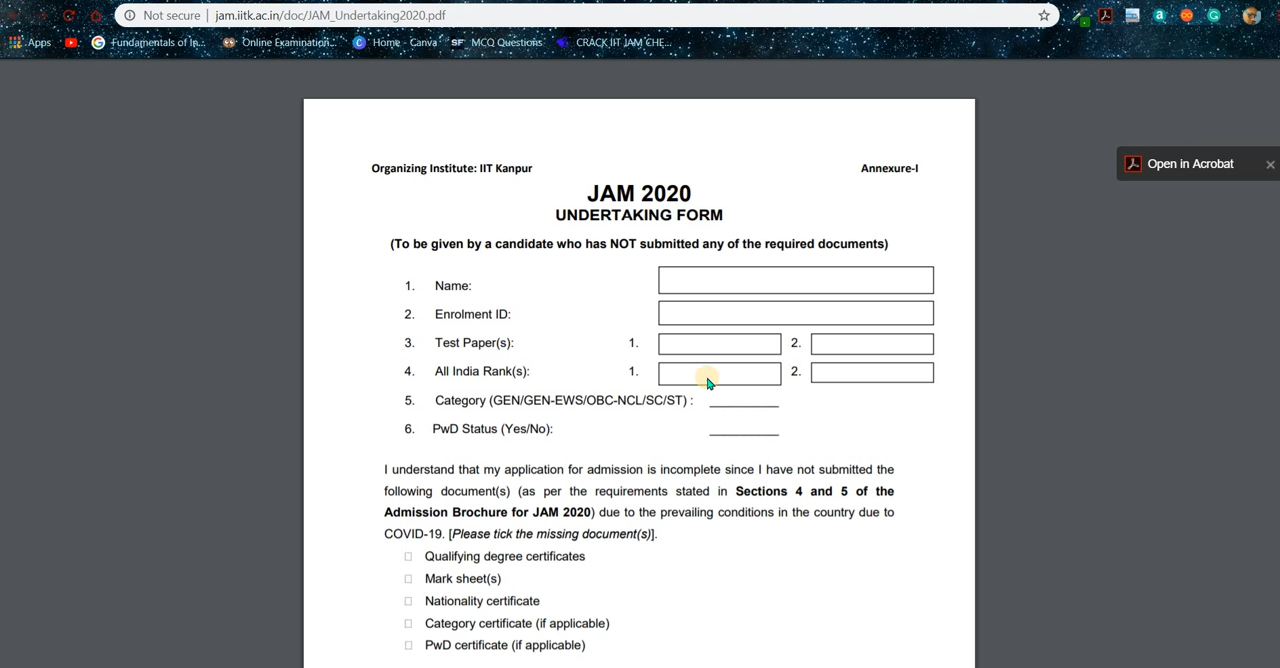 Not secure | jam.iitk.ac.in/doc/JAM_Undertaking2020.pdf
Apps Fundamentals of In... Online Examination... Home - Canva SF MCQ Questions CRACK IIT JAM CHE...
Open in Acrobat
Organizing Institute: IIT Kanpur Annexure-I
JAM 2020
UNDERTAKING FORM
(To be given by a candidate who has NOT submitted any of the required documents)
1. Name:
2. Enrolment ID:
3. Test Paper(s): 1. 2.
4. All India Rank(s): 1. 2.
5. Category (GEN/GEN-EWS/OBC-NCL/SC/ST) : ________
6. PwD Status (Yes/No): ________
I understand that my application for admission is incomplete since I have not submitted the
following document(s) (as per the requirements stated in Sections 4 and 5 of the
Admission Brochure for JAM 2020) due to the prevailing conditions in the country due to
COVID-19. [Please tick the missing document(s)].
Qualifying degree certificates
Mark sheet(s)
Nationality certificate
Category certificate (if applicable)
PwD certificate (if applicable)